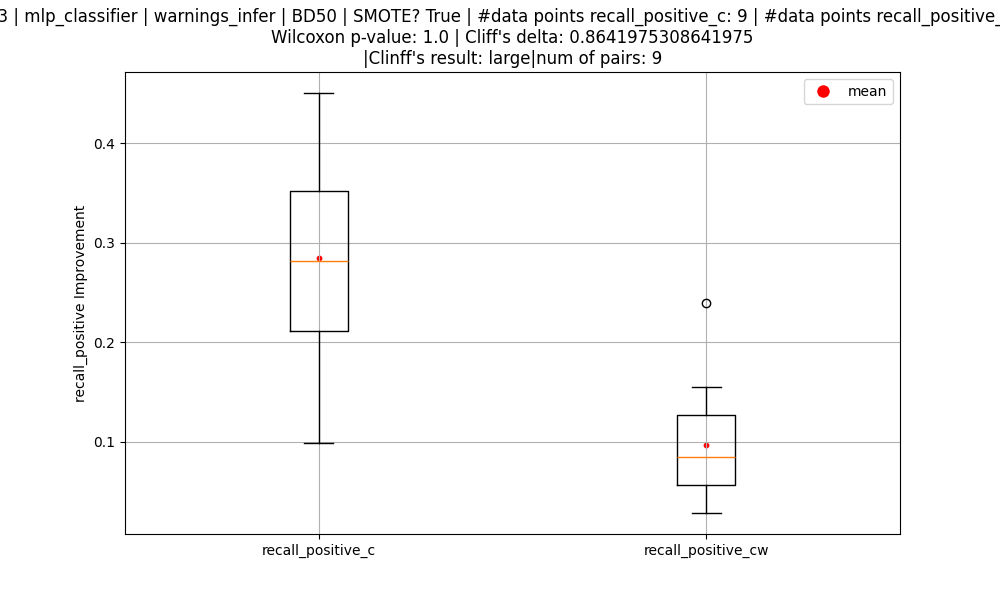 3 | mlp_classifier | warnings_infer | BD50 | SMOTE? True | #data points recall_positive_c: 9 | #data points recall_positive_
Wilcoxon p-value: 1.0 | Cliff's delta: 0.8641975308641975
|Clinff's result: large|num of pairs: 9
mean
recall_positive Improvement
0.4
0.3
0.2
0.1
recall_positive_c
recall_positive_cw